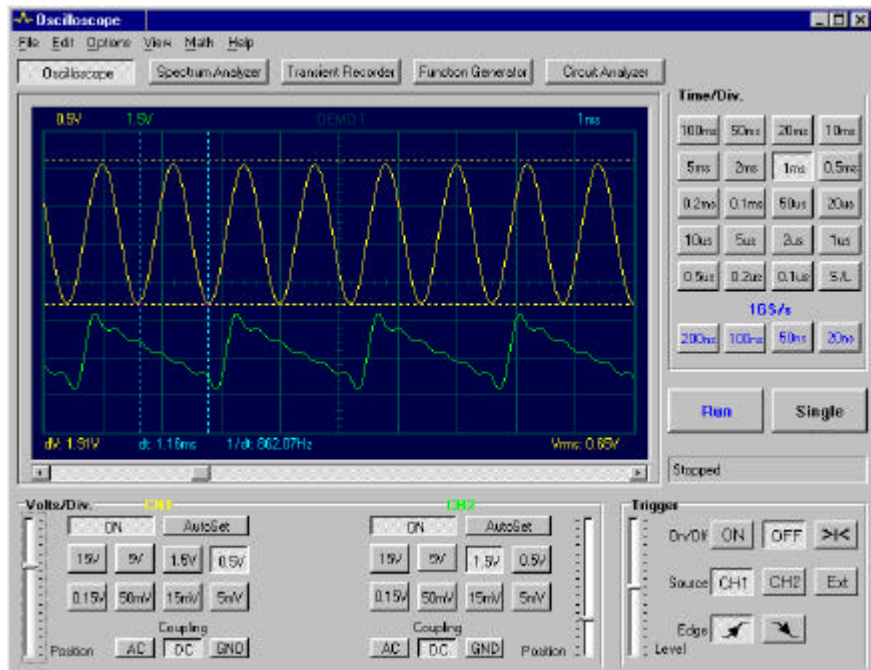 Oscilloscope
File Edit Options View Math Help
Oscilloscope Spectrum Analyzer Transient Recorder Function Generator Circuit Analyzer
0.5V 1.5V DEMO 1 1ms
dV: 1.91V dt: 1.16ms 1/dt: 862.07Hz Vrms: 0.65V
Time/Div.
100ms 50ms 20ms 10ms
5ms 2ms 1ms 0.5ms
0.2ms 0.1ms 50us 20us
10us 5us 2us 1us
0.5us 0.2us 0.1us S/L
1GS/s
200ns 100ns 50ns 20ns
Run Single
Stopped
Volts/Div. CH1
ON AutoSet
15V 5V 1.5V 0.5V
0.15V 50mV 15mV 5mV
Coupling
Position AC DC GND
CH2
ON AutoSet
15V 5V 1.5V 0.5V
0.15V 50mV 15mV 5mV
Coupling
AC DC GND Position
Trigger
On/Off ON OFF >I<
Source CH1 CH2 Ext
Edge
Level